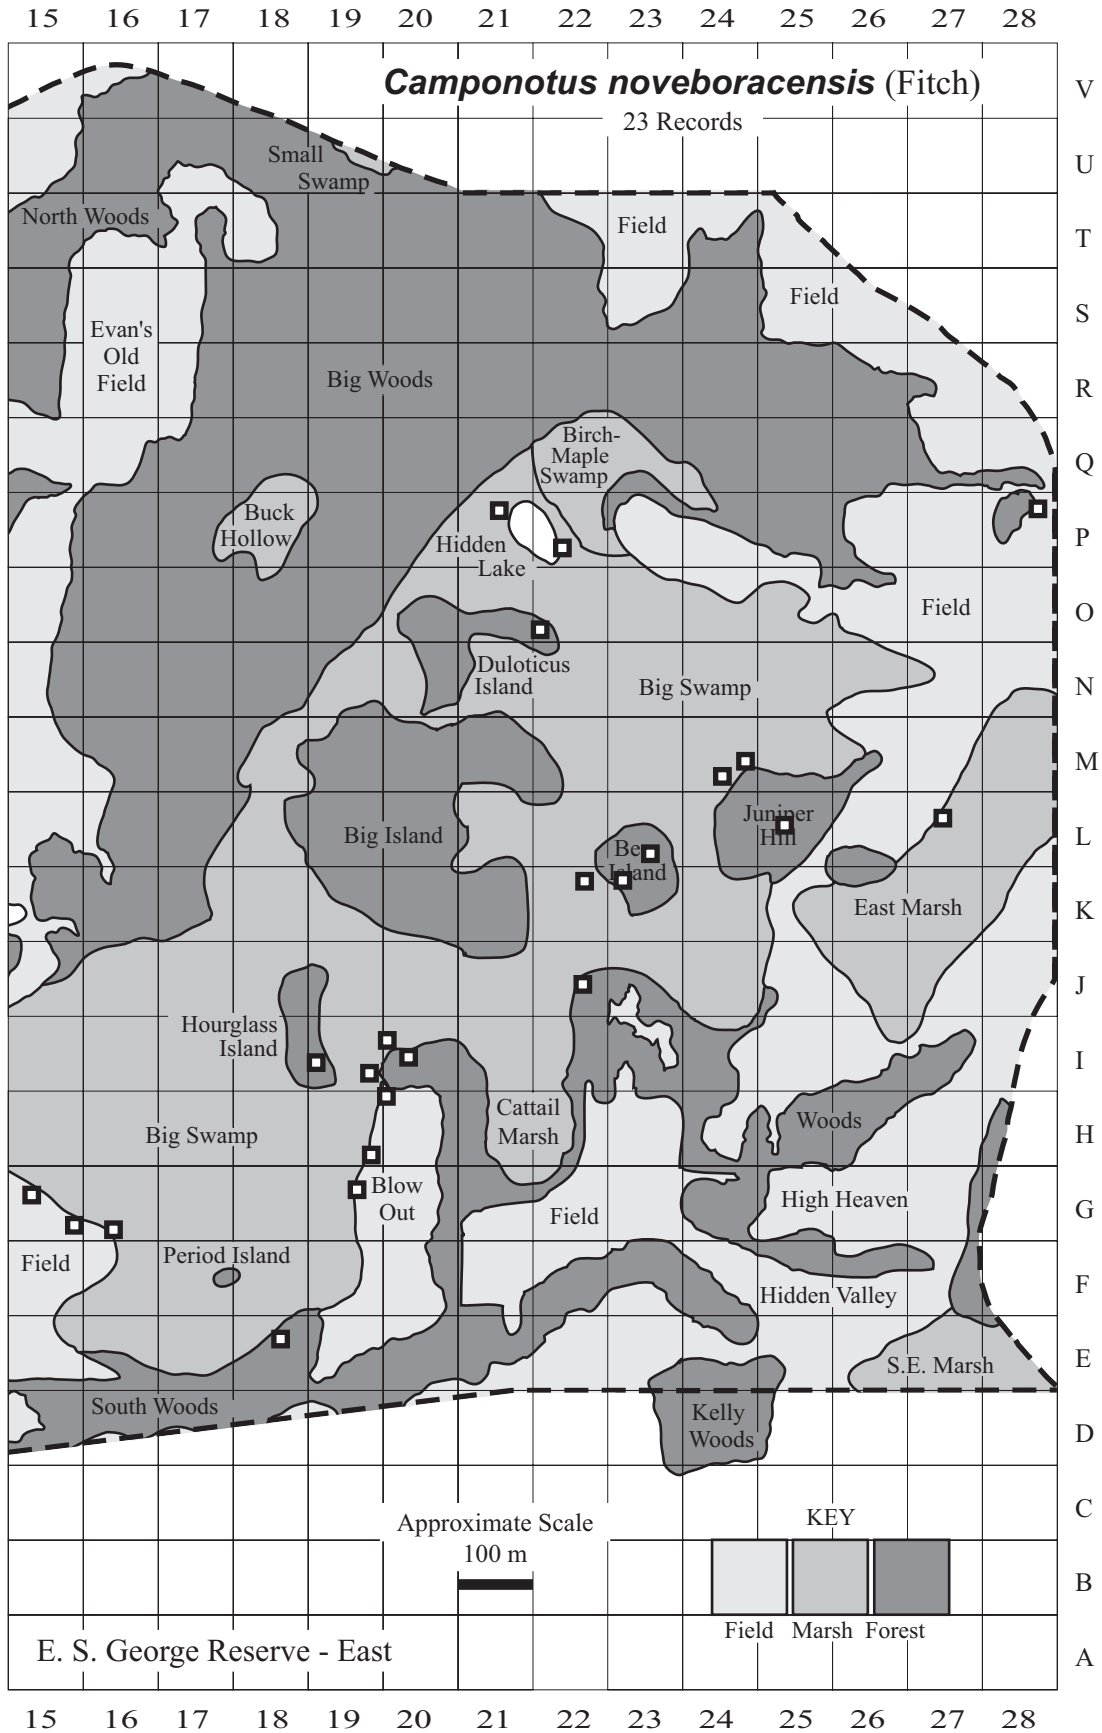 15 16 17 18 19 20 21 22 23 24 25 26 27 28
Camponotus noveboracensis (Fitch)
23 Records
V
U
T
S
R
Q
P
O
N
M
L
K
J
I
H
G
F
E
D
C
B
A
Small
Swamp
North Woods
Field
Field
Evan's
Old
Field
Big Woods
Birch-
Maple
Swamp
Buck
Hollow
Hidden
Lake
Field
Duloticus
Island
Big Swamp
Juniper
Hill
Big Island
Island
East Marsh
Hourglass
Island
Cattail
Marsh
Woods
Big Swamp
Blow
Out
High Heaven
Field
Field
Period Island
Hidden Valley
S.E. Marsh
South Woods
Kelly
Woods
Approximate Scale
100 m
KEY
Field Marsh Forest
E. S. George Reserve - East
15 16 17 18 19 20 21 22 23 24 25 26 27 28